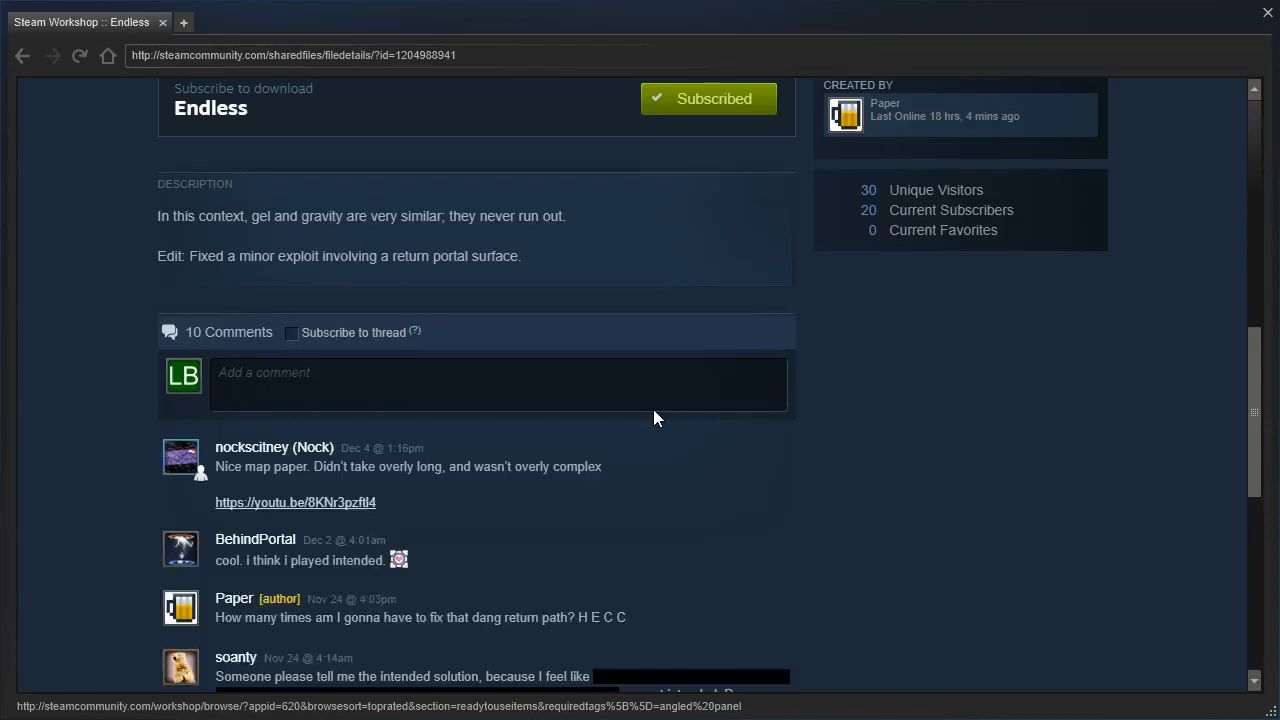 Steam Workshop :: Endless
http://steamcommunity.com/sharedfiles/filedetails/?id=1204988941
Subscribe to download
Endless
Subscribed
CREATED BY
Paper
Last Online 18 hrs, 4 mins ago
30 Unique Visitors
20 Current Subscribers
0 Current Favorites
DESCRIPTION
In this context, gel and gravity are very similar; they never run out.
Edit: Fixed a minor exploit involving a return portal surface.
10 Comments Subscribe to thread (?)
LB
Add a comment
nockscitney (Nock) Dec 4 @ 1:16pm
Nice map paper. Didn't take overly long, and wasn't overly complex
https://youtu.be/8KNr3pzftI4
BehindPortal Dec 2 @ 4:01am
cool. i think i played intended.
Paper [author] Nov 24 @ 4:03pm
How many times am I gonna have to fix that dang return path? H E C C
soanty Nov 24 @ 4:14am
Someone please tell me the intended solution, because I feel like
http://steamcommunity.com/workshop/browse/?appid=620&browsesort=toprated&section=readytouseitems&requiredtags%5B%5D=angled%20panel